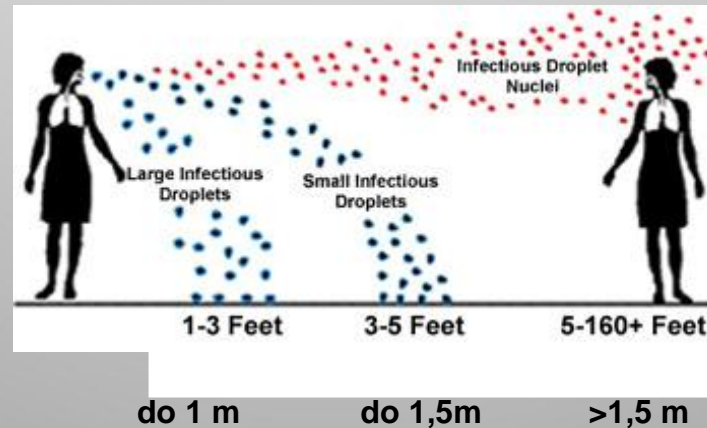 Infectious Droplet
Nuclei
Large Infectious
Droplets
Small Infectious
Droplets
1-3 Feet
3-5 Feet
5-160+ Feet
do 1 m
do 1,5m
>1,5 m